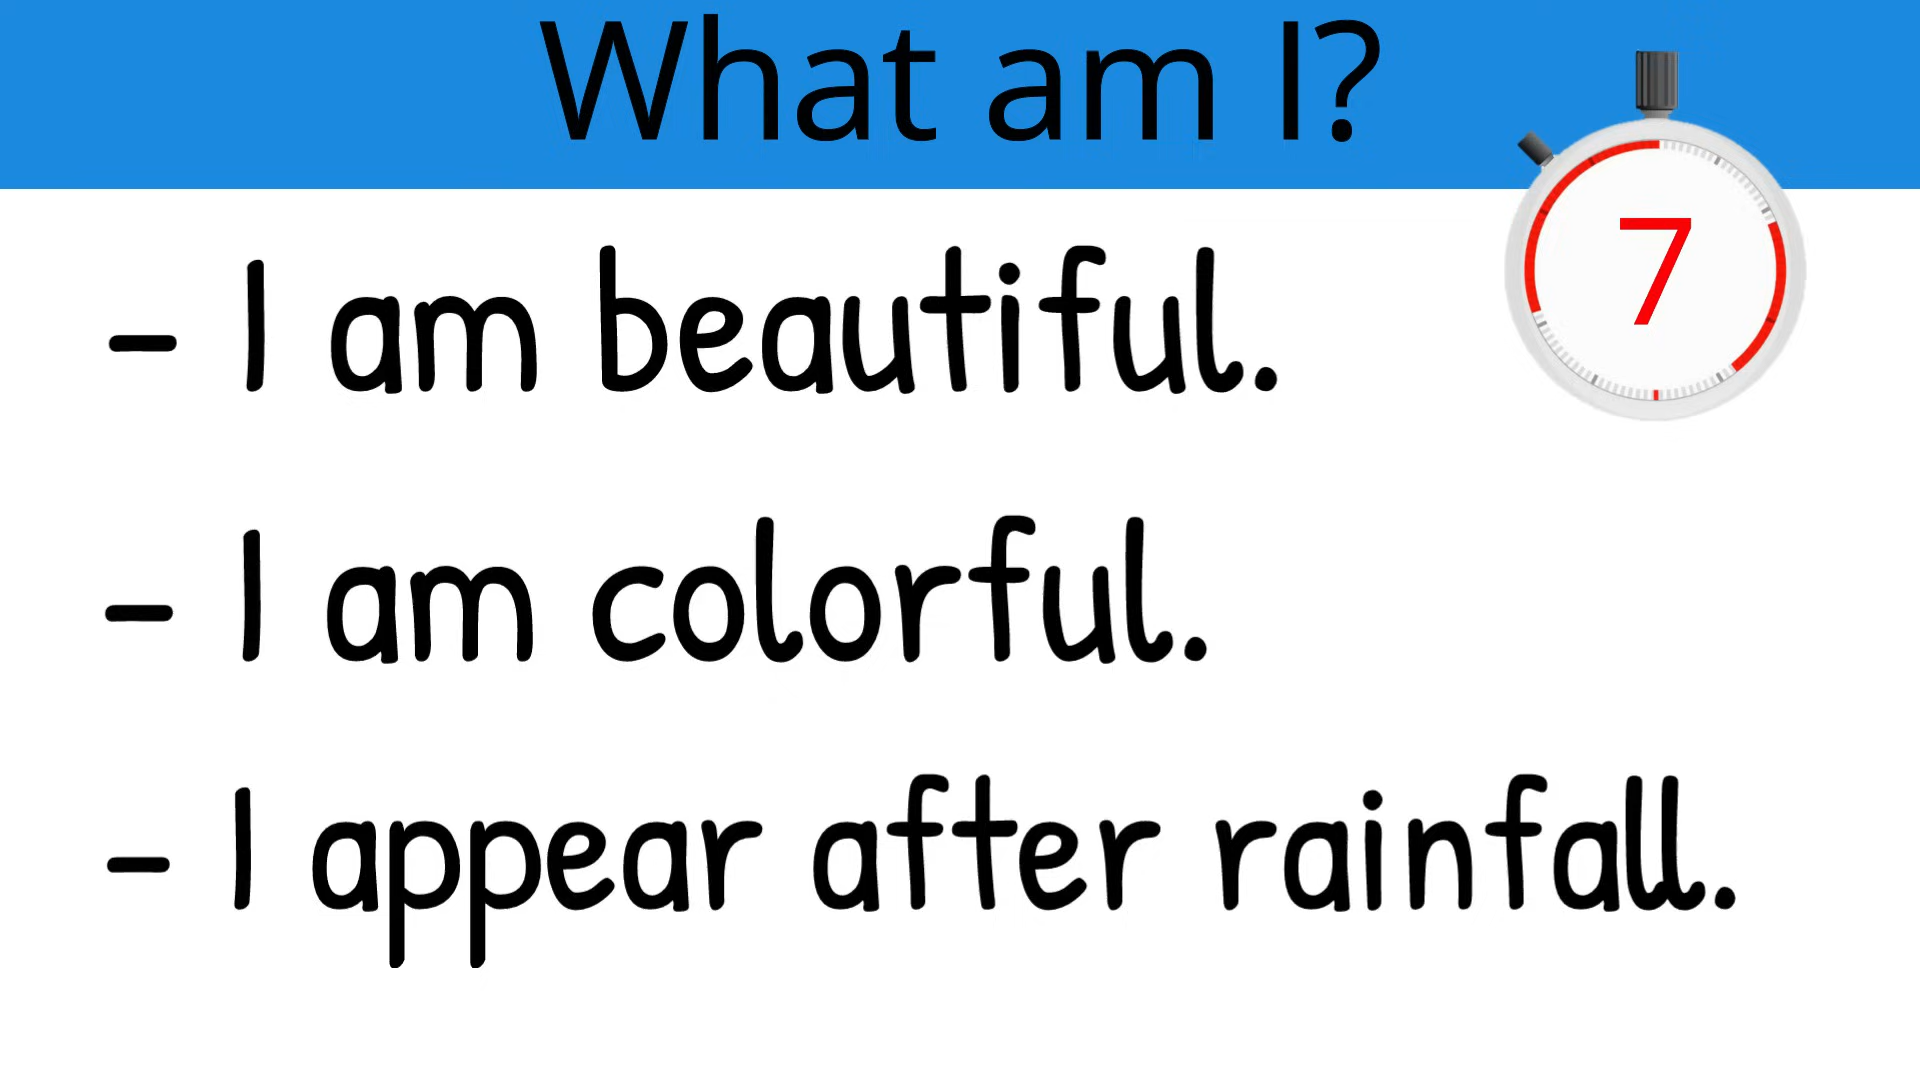 What am I?
7
- I am beautiful.
- I am colorful.
- I appear after rainfall.